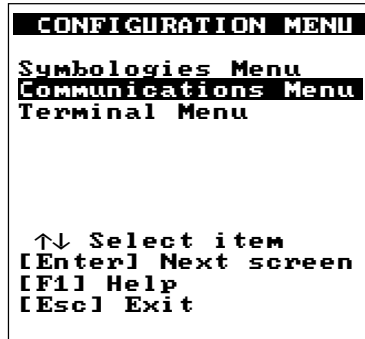 CONFIGURATION MENU
Symbologies Menu
Communications Menu
Terminal Menu
↑↓ Select item
[Enter] Next screen
[F1] Help
[Esc] Exit